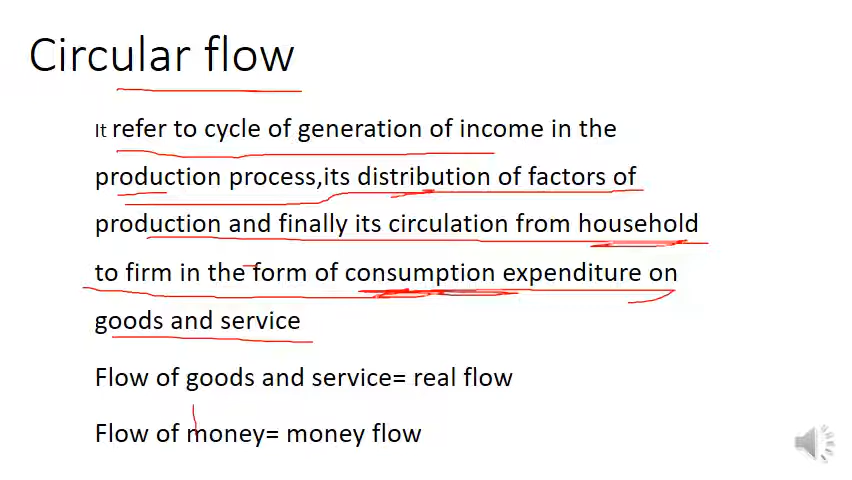 Circular flow
It refer to cycle of generation of income in the
production process,its distribution of factors of
production and finally its circulation from household
to firm in the form of consumption expenditure on
goods and service
Flow of goods and service= real flow
Flow of money= money flow